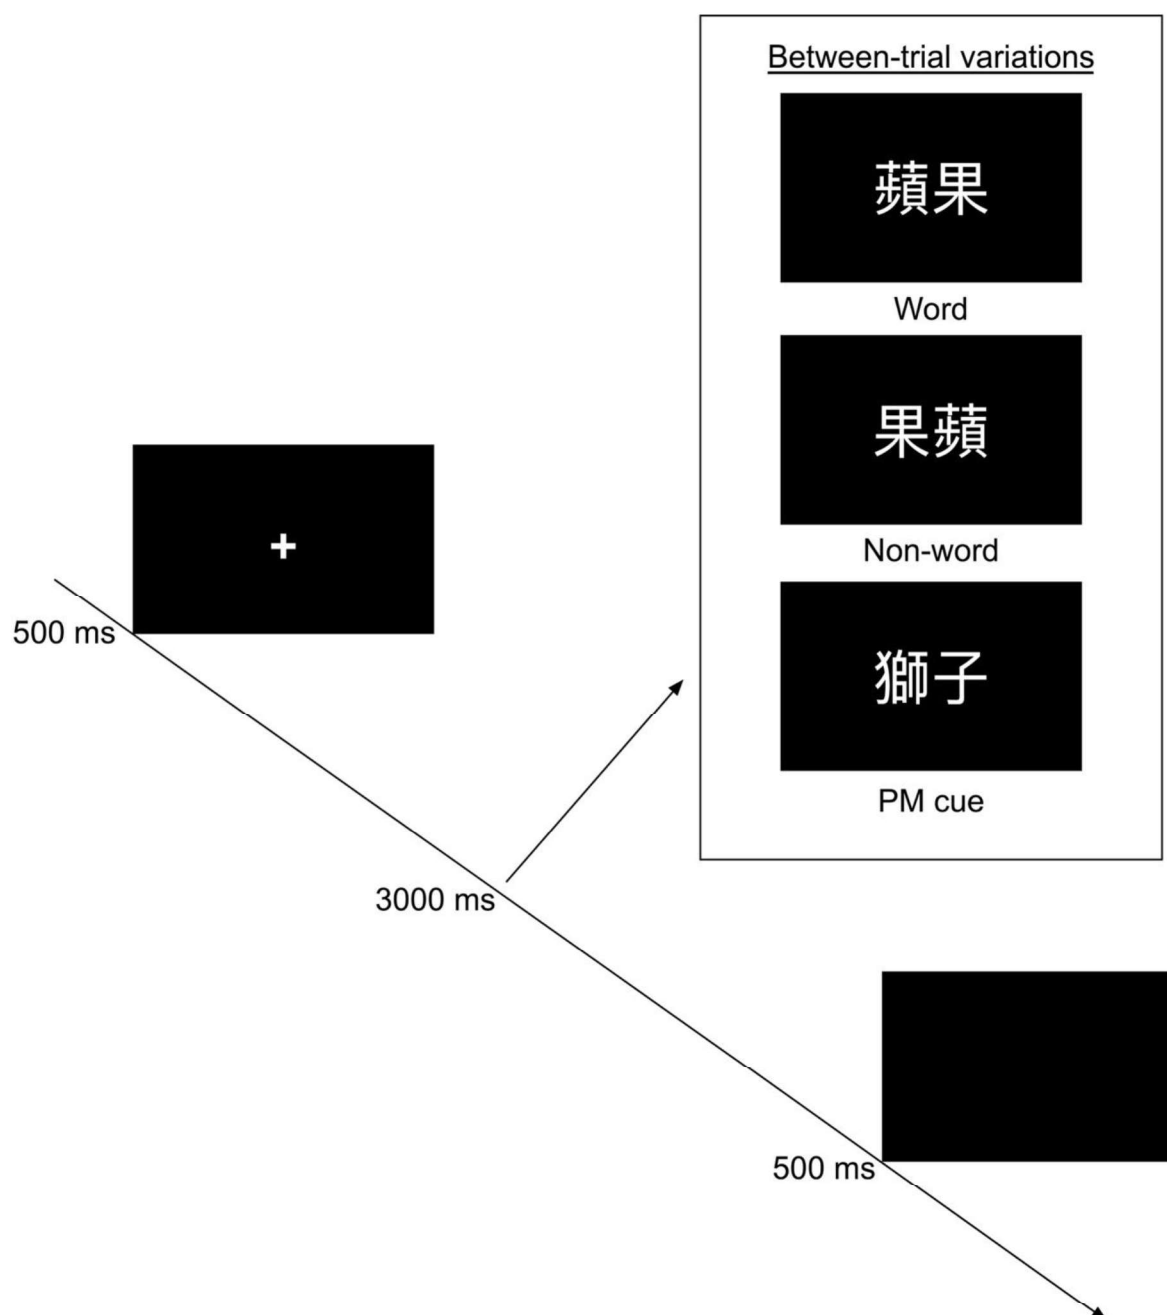 Between-trial variations
蘋果
Word
果蘋
Non-word
獅子
PM cue
+
500 ms
3000 ms
500 ms